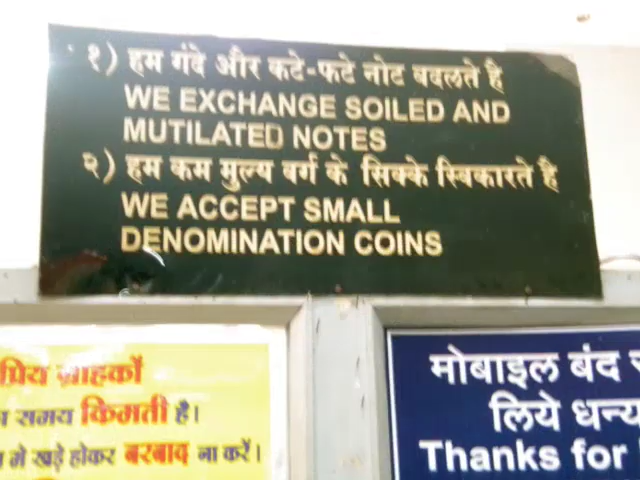 १) हम गंदे और कटे-फटे नोट बदलते है
WE EXCHANGE SOILED AND
MUTILATED NOTES
२) हम कम मुल्य वर्ग के सिक्के स्विकारते है
WE ACCEPT SMALL
DENOMINATION COINS
प्रिय ग्राहकों
समय किमती है।
मे खड़े होकर बरबाद ना करें।
मोबाइल बंद
लिये
Thanks for